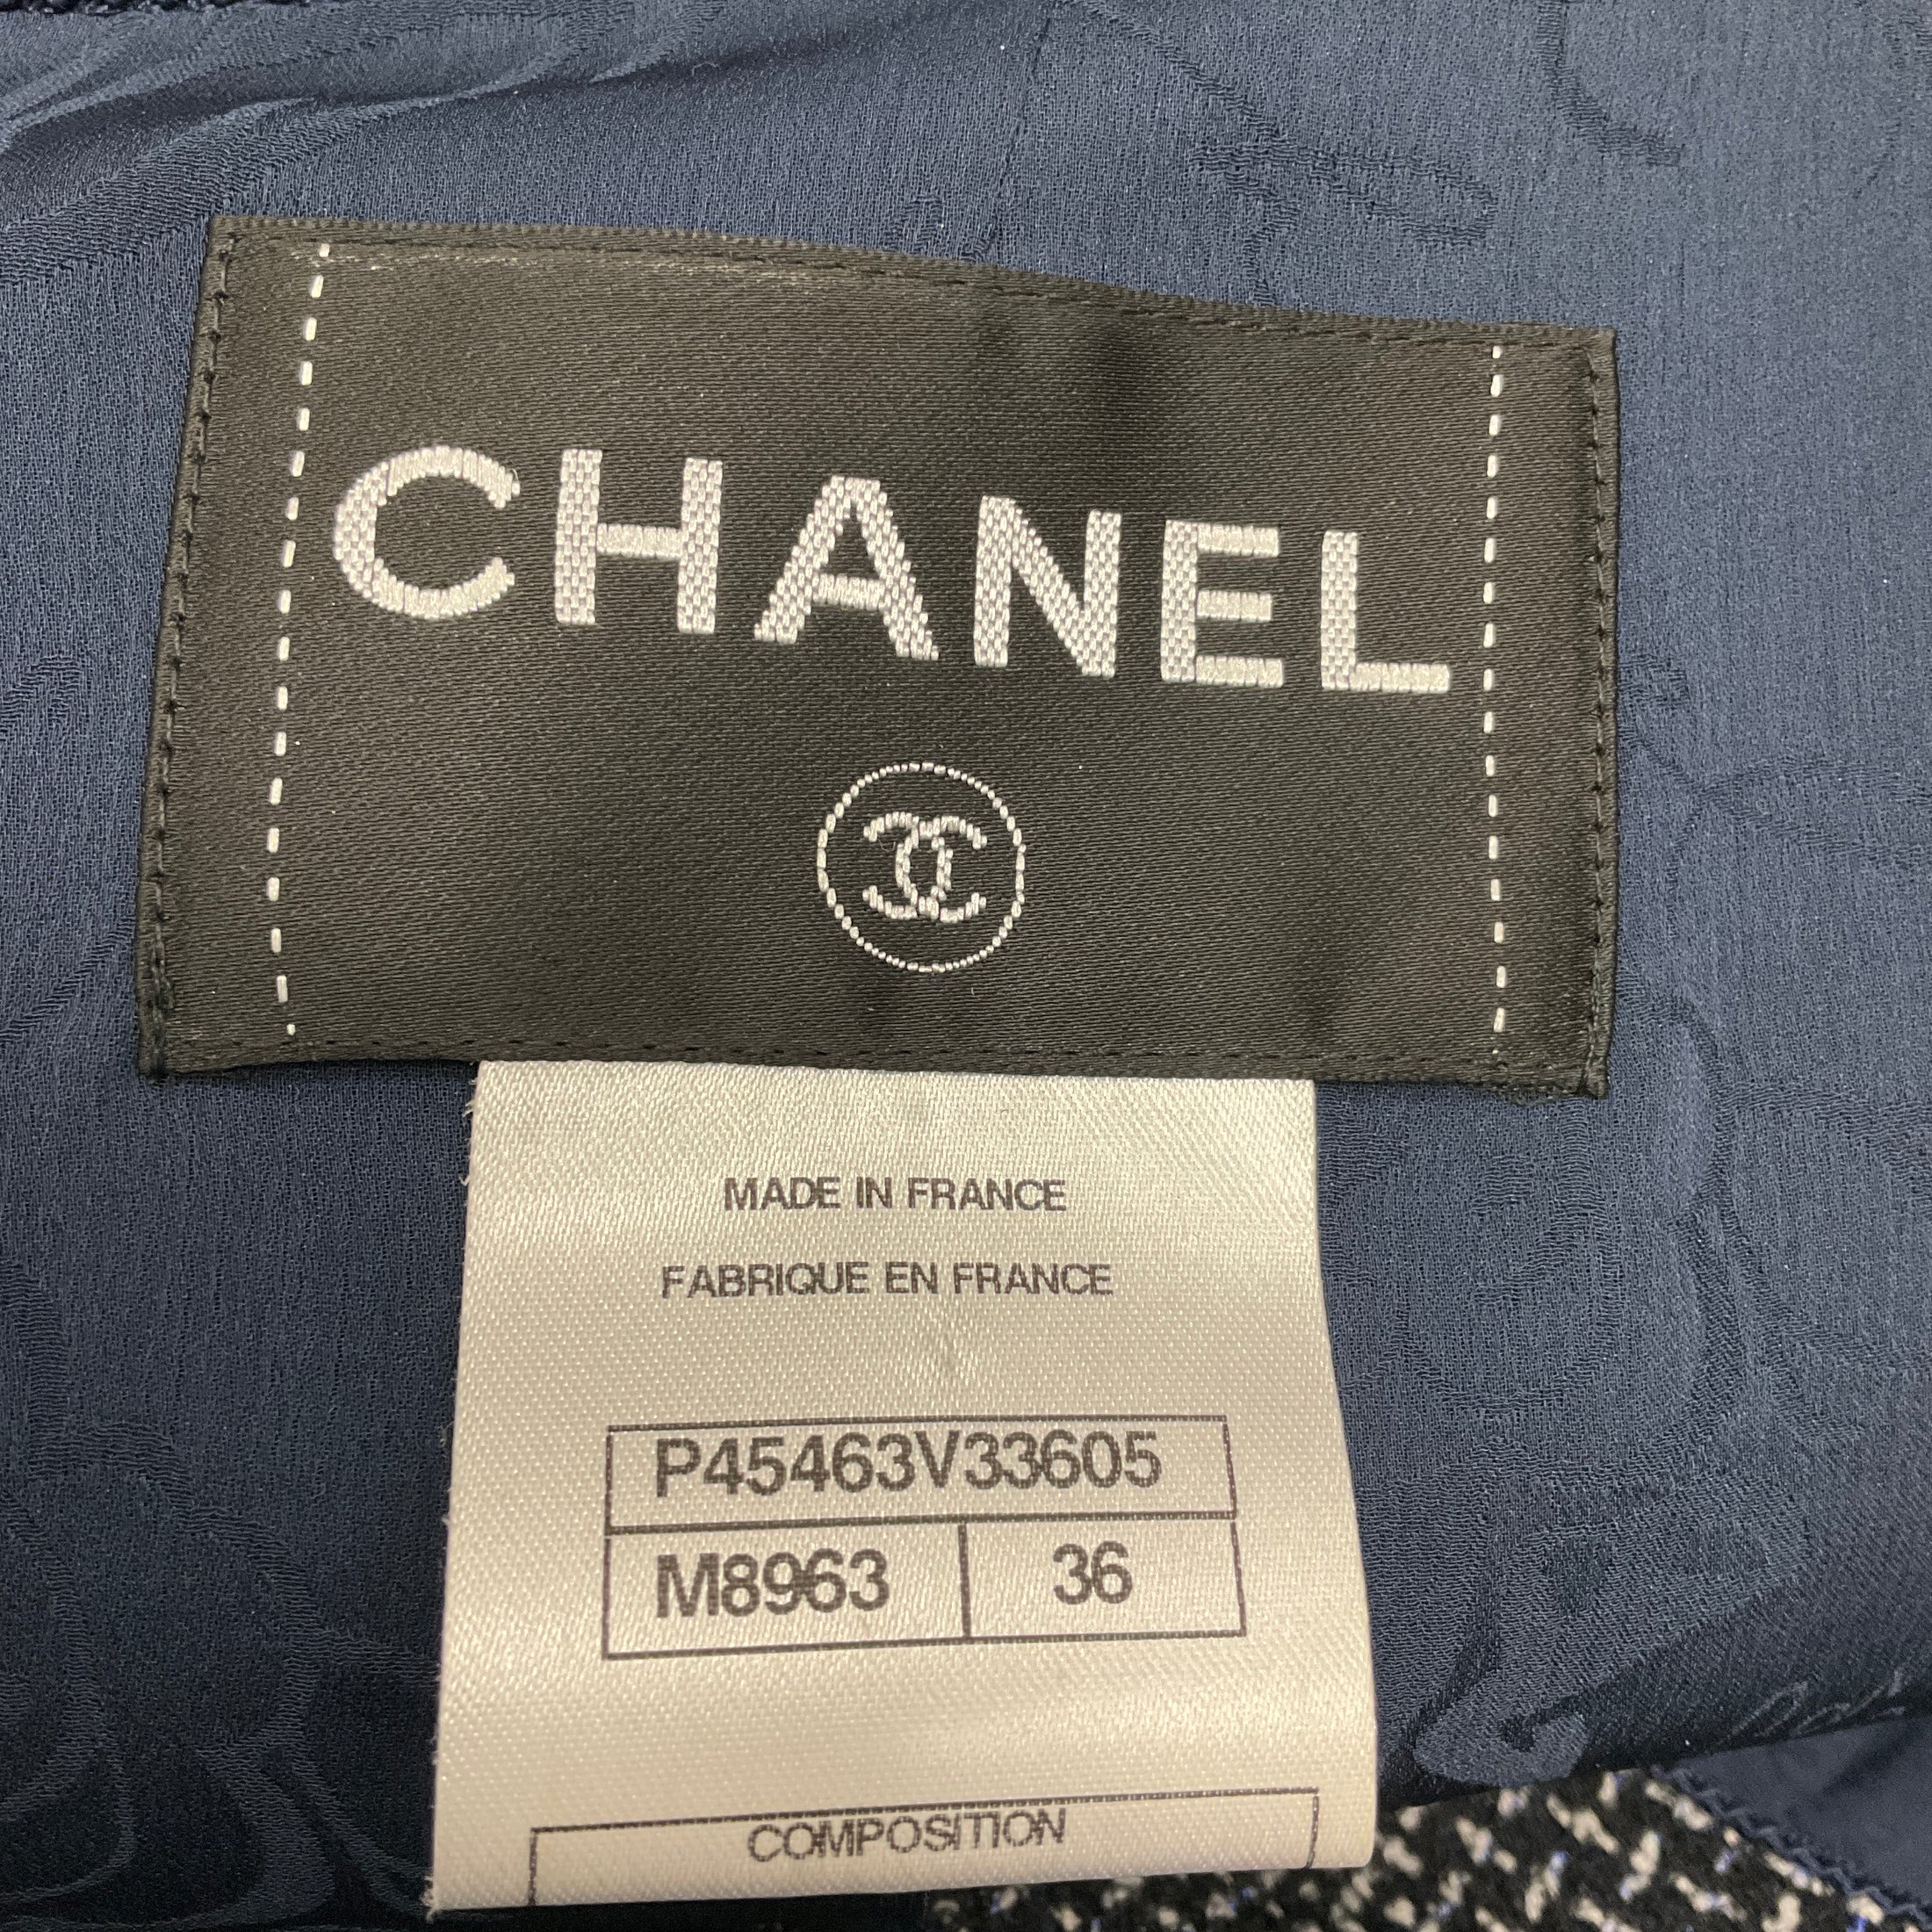 CHANEL
MADE IN FRANCE
FABRIQUE EN FRANCE
P45463V33605
M8963 36
COMPOSITION